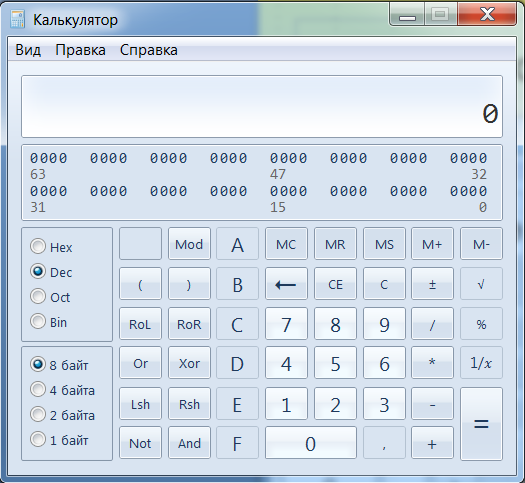 Калькулятор
Вид Правка Справка
0
0000 0000 0000 0000 0000 0000 0000 0000
63 47 32
0000 0000 0000 0000 0000 0000 0000 0000
31 15 0
Hex
Dec
Oct
Bin
8 байт
4 байта
2 байта
1 байт
Mod A MC MR MS M+ M-
( ) B ← CE C ± √
RoL RoR C 7 8 9 / %
Or Xor D 4 5 6 * 1/x
Lsh Rsh E 1 2 3 - =
Not And F 0 , +